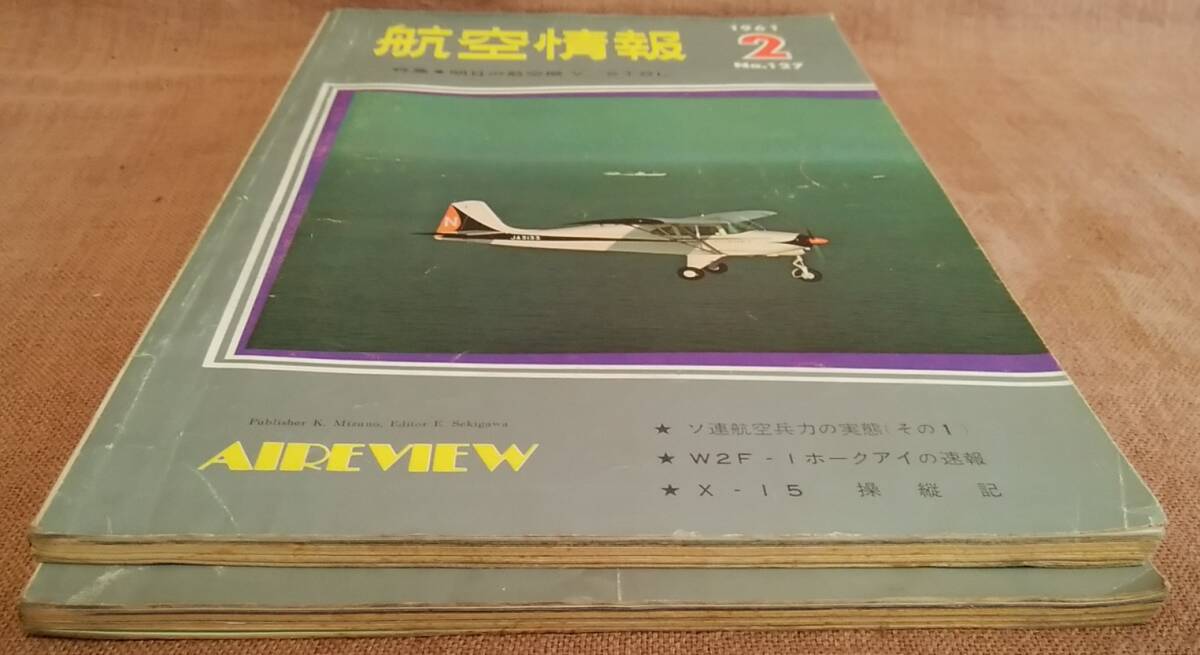 航空情報
1961
2
No.127
特集★明日の航空機 V／STOL
N
JA3133
Publisher K. Mizuno, Editor E. Sekigawa
AIREVIEW
★ ソ連航空兵力の実態(その1)
★ W2F-1ホークアイの速報
★ X-15 操縦記